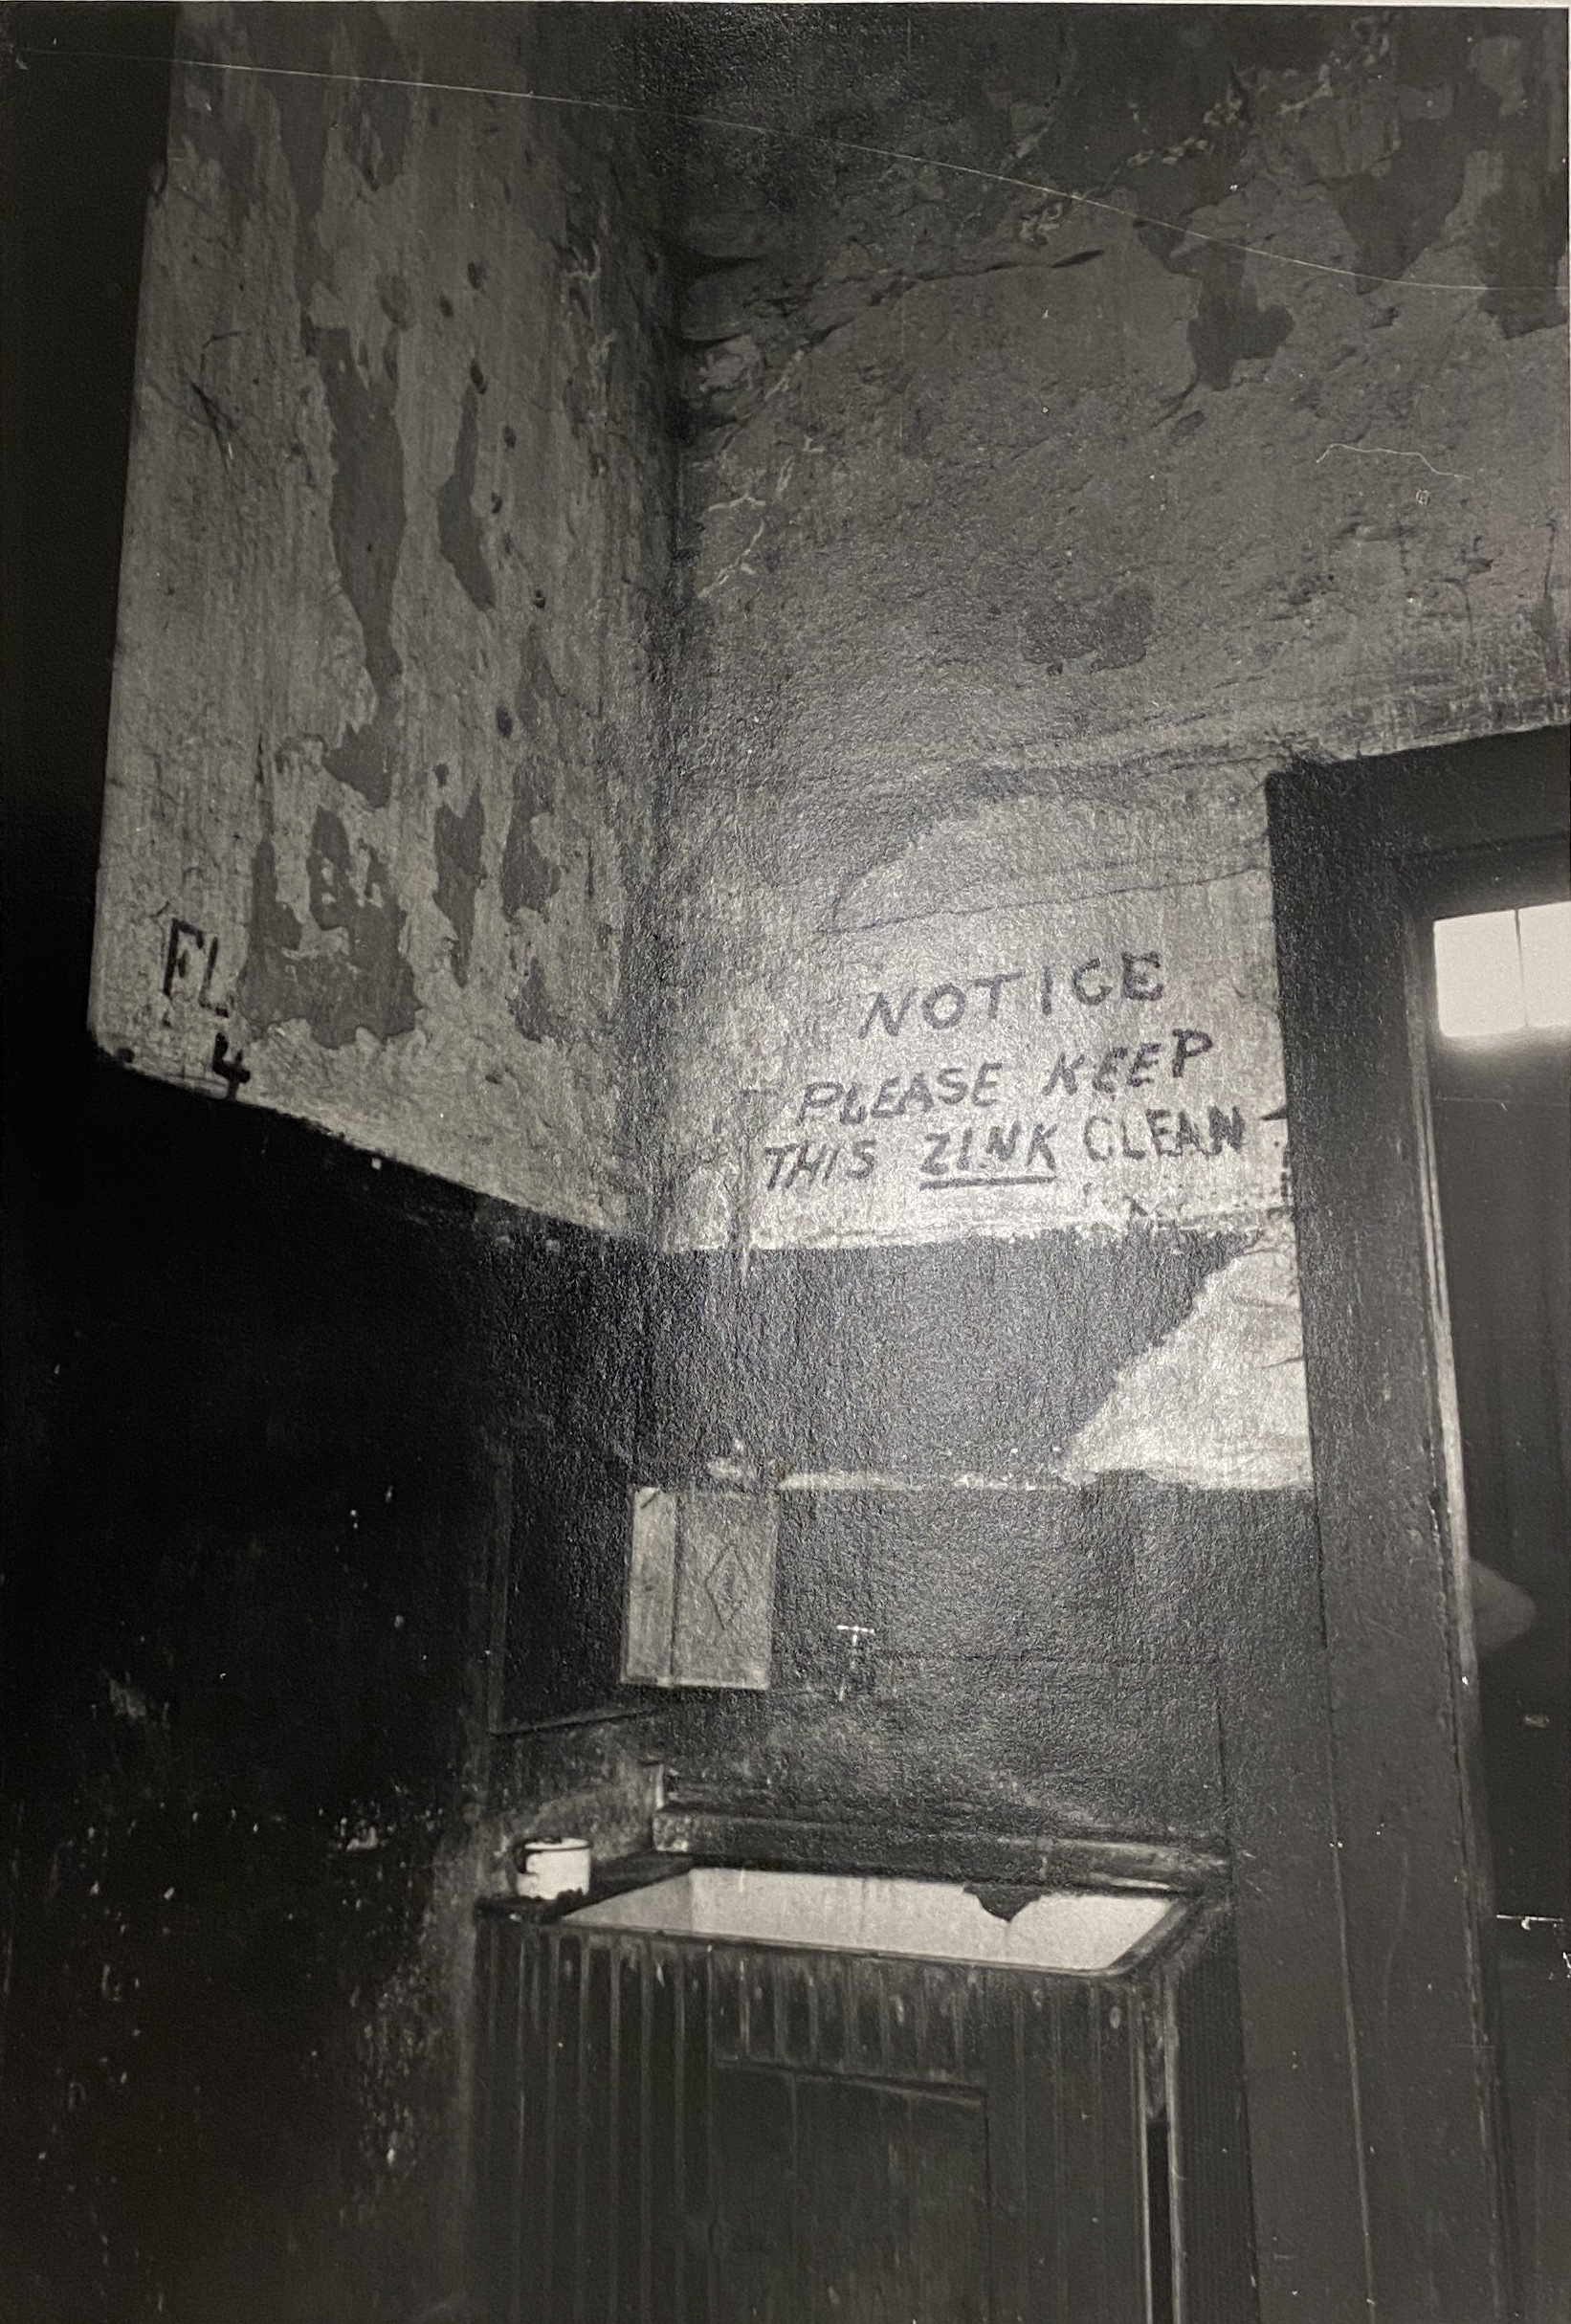 FL
4
NOTICE
PLEASE KEEP
THIS ZINK CLEAN